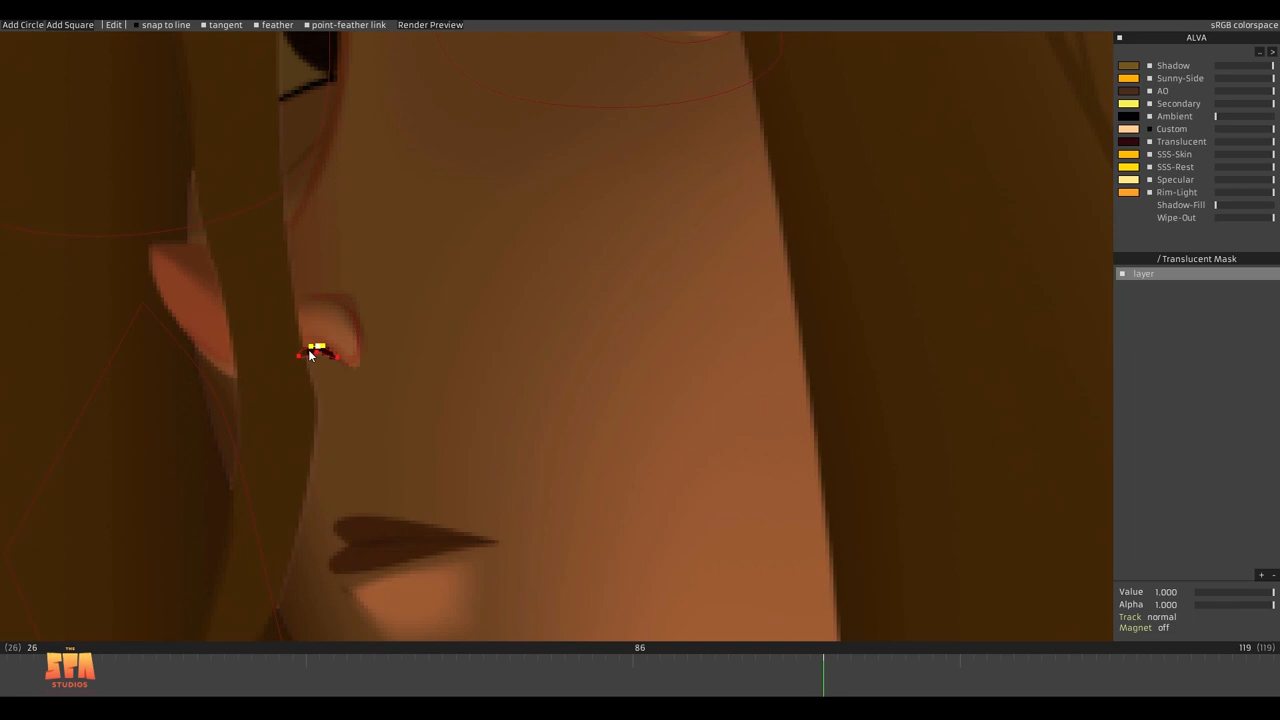 Add Circle Add Square | Edit | snap to line tangent feather point-feather link Render Preview sRGB colorspace
ALVA
.. >
Shadow
Sunny-Side
AO
Secondary
Ambient
Custom
Translucent
SSS-Skin
SSS-Rest
Specular
Rim-Light
Shadow-Fill
Wipe-Out
/ Translucent Mask
layer
+ -
Value 1.000
Alpha 1.000
Track normal
Magnet off
(26) 26 86 119 (119)
THE
SPA
STUDIOS